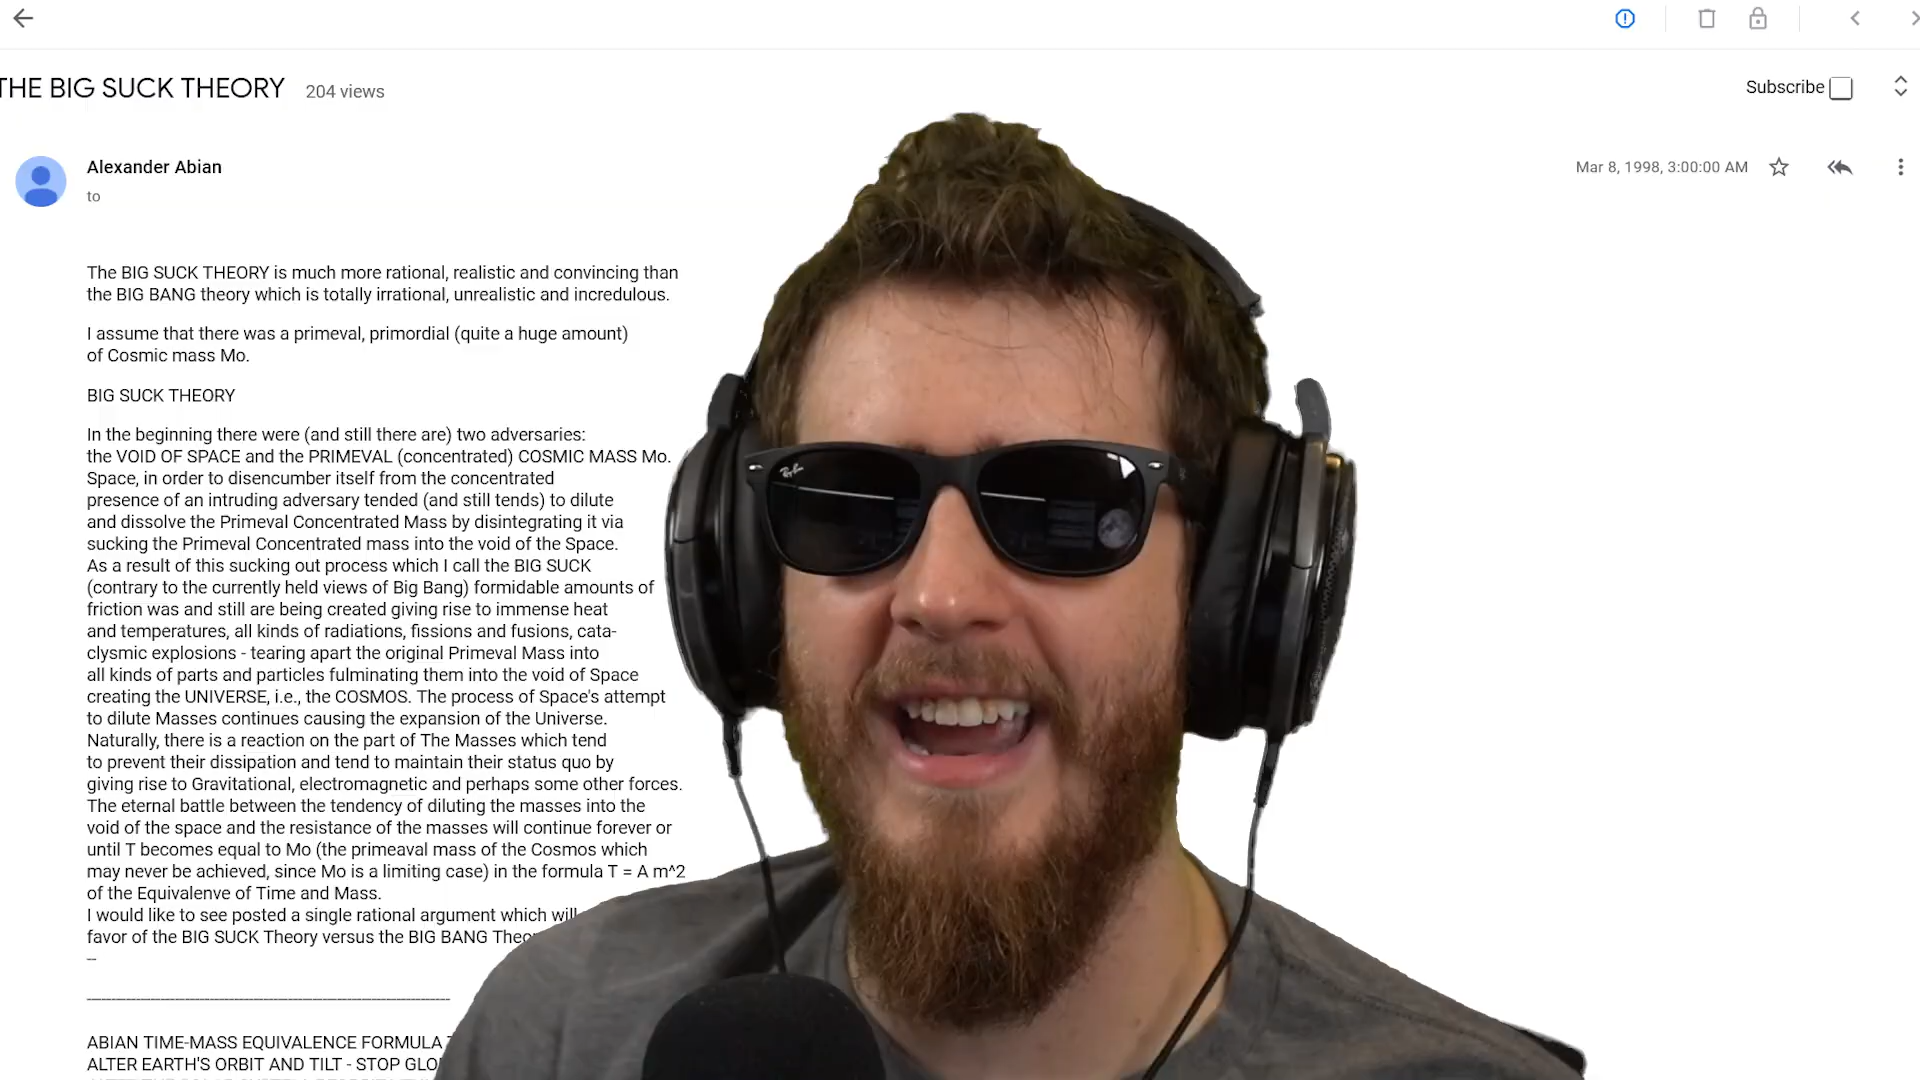 THE BIG SUCK THEORY 204 views
Subscribe
Alexander Abian
Mar 8, 1998, 3:00:00 AM
to
The BIG SUCK THEORY is much more rational, realistic and convincing than
the BIG BANG theory which is totally irrational, unrealistic and incredulous.
I assume that there was a primeval, primordial (quite a huge amount)
of Cosmic mass Mo.
BIG SUCK THEORY
In the beginning there were (and still there are) two adversaries:
the VOID OF SPACE and the PRIMEVAL (concentrated) COSMIC MASS Mo.
Space, in order to disencumber itself from the concentrated
presence of an intruding adversary tended (and still tends) to dilute
and dissolve the Primeval Concentrated Mass by disintegrating it via
sucking the Primeval Concentrated mass into the void of the Space.
As a result of this sucking out process which I call the BIG SUCK
(contrary to the currently held views of Big Bang) formidable amounts of
friction was and still are being created giving rise to immense heat
and temperatures, all kinds of radiations, fissions and fusions, cata-
clysmic explosions - tearing apart the original Primeval Mass into
all kinds of parts and particles fulminating them into the void of Space
creating the UNIVERSE, i.e., the COSMOS. The process of Space's attempt
to dilute Masses continues causing the expansion of the Universe.
Naturally, there is a reaction on the part of The Masses which tend
to prevent their dissipation and tend to maintain their status quo by
giving rise to Gravitational, electromagnetic and perhaps some other forces.
The eternal battle between the tendency of diluting the masses into the
void of the space and the resistance of the masses will continue forever or
until T becomes equal to Mo (the primeaval mass of the Cosmos which
may never be achieved, since Mo is a limiting case) in the formula T = A m^2
of the Equivalenve of Time and Mass.
I would like to see posted a single rational argument which will
favor of the BIG SUCK Theory versus the BIG BANG
--
ABIAN TIME-MASS EQUIVALENCE FORMULA
ALTER EARTH'S ORBIT AND TILT - STOP
Ray-Ban